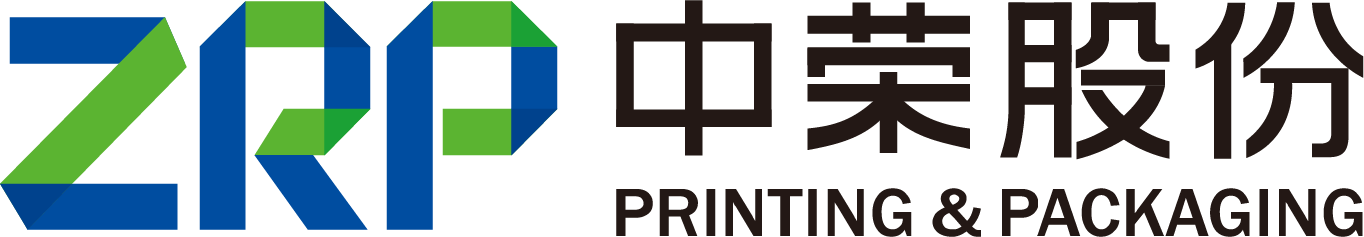 ZRP
中荣股份
PRINTING & PACKAGING